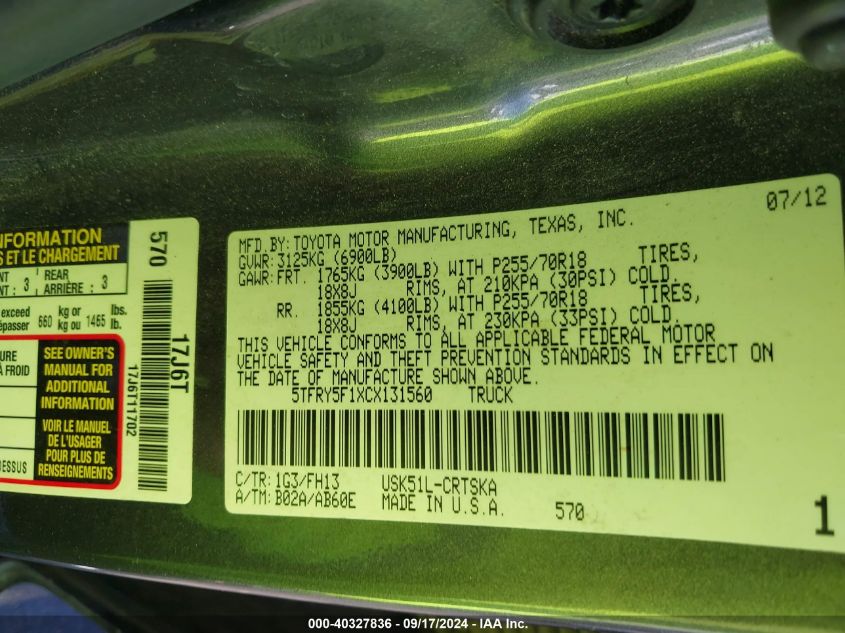 INFORMATION
ET LE CHARGEMENT
: 3 REAR
ARRIÈRE : 3
exceed kg or lbs.
660 kg ou 1465 lb.
SEE OWNER'S
MANUAL FOR
ADDITIONAL
INFORMATION
VOIR LE MANUEL
DE L'USAGER
POUR PLUS DE
RENSEIGNEMENTS
À FROID
570
17J6T
17J6T11702
07/12
MFD. BY: TOYOTA MOTOR MANUFACTURING, TEXAS, INC.
GVWR: 3125KG (6900LB)
GAWR: FRT. 1765KG (3900LB) WITH P255/70R18 TIRES,
18X8J RIMS, AT 210KPA (30PSI) COLD.
RR. 1855KG (4100LB) WITH P255/70R18 TIRES,
18X8J RIMS, AT 230KPA (33PSI) COLD.
THIS VEHICLE CONFORMS TO ALL APPLICABLE FEDERAL MOTOR
VEHICLE SAFETY AND THEFT PREVENTION STANDARDS IN EFFECT ON
THE DATE OF MANUFACTURE SHOWN ABOVE.
5TFRY5F1XCX131560 TRUCK
C/TR: 1G3/FH13 USK51L-CRTSKA
A/TM: B02A/AB60E MADE IN U.S.A. 570
1
000-40327836 - 09/17/2024 - IAA Inc.